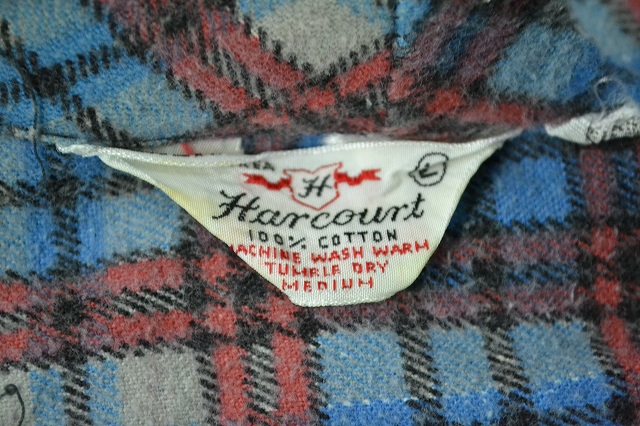 H
Harcourt
100% COTTON
MACHINE WASH WARM
TUMBLE DRY
MEDIUM